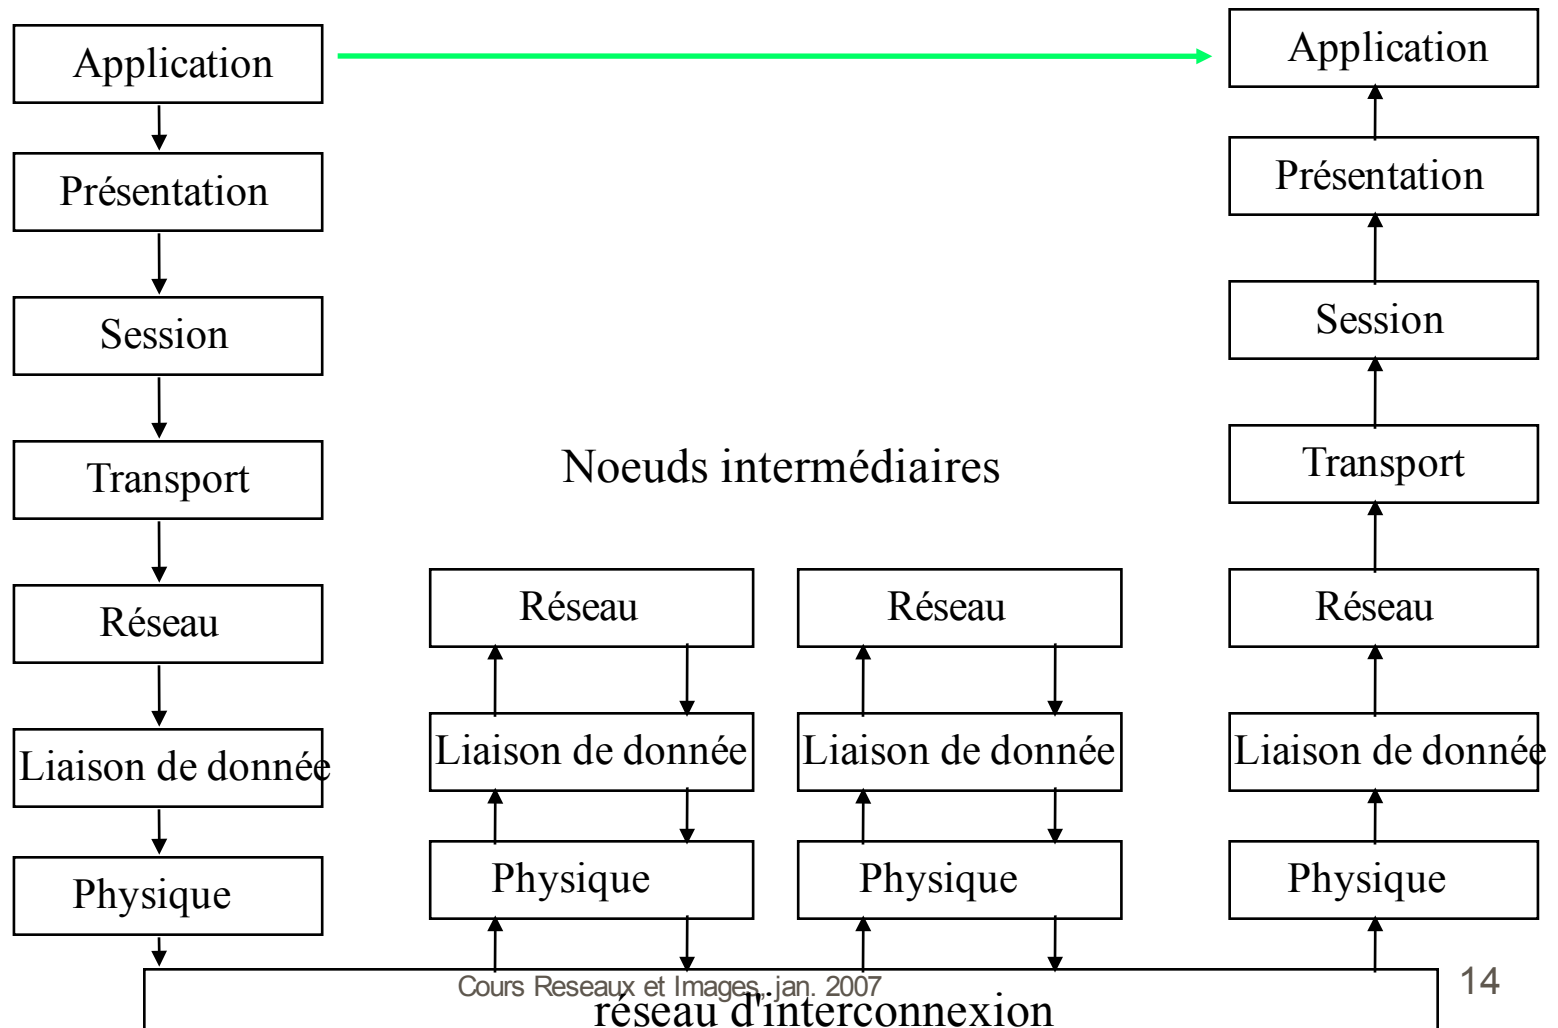 Application
Application
Présentation
Présentation
Session
Session
Transport
Noeuds intermédiaires
Transport
Réseau
Réseau
Réseau
Réseau
Liaison de donnée
Liaison de donnée
Liaison de donnée
Liaison de donnée
Physique
Physique
Physique
Physique
Cours Reseaux et Images, jan. 2007
14
réseau d'interconnexion